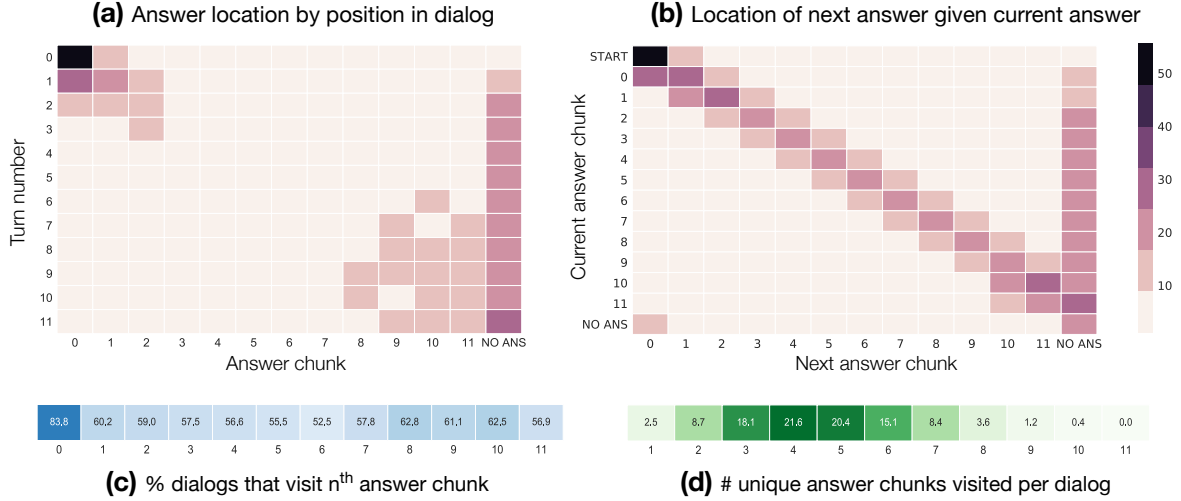 (a) Answer location by position in dialog
(b) Location of next answer given current answer
Turn number
0
1
2
3
4
5
6
7
8
9
10
11
0 1 2 3 4 5 6 7 8 9 10 11 NO ANS
Answer chunk
Current answer chunk
START
0
1
2
3
4
5
6
7
8
9
10
11
NO ANS
0 1 2 3 4 5 6 7 8 9 10 11 NO ANS
Next answer chunk
50
40
30
20
10
83,8 60,2 59,0 57,5 56,6 55,5 52,5 57,8 62,8 61,1 62,5 56,9
0 1 2 3 4 5 6 7 8 9 10 11
(c) % dialogs that visit nth answer chunk
2.5 8.7 18.1 21.6 20.4 15.1 8.4 3.6 1.2 0.4 0.0
1 2 3 4 5 6 7 8 9 10 11
(d) # unique answer chunks visited per dialog